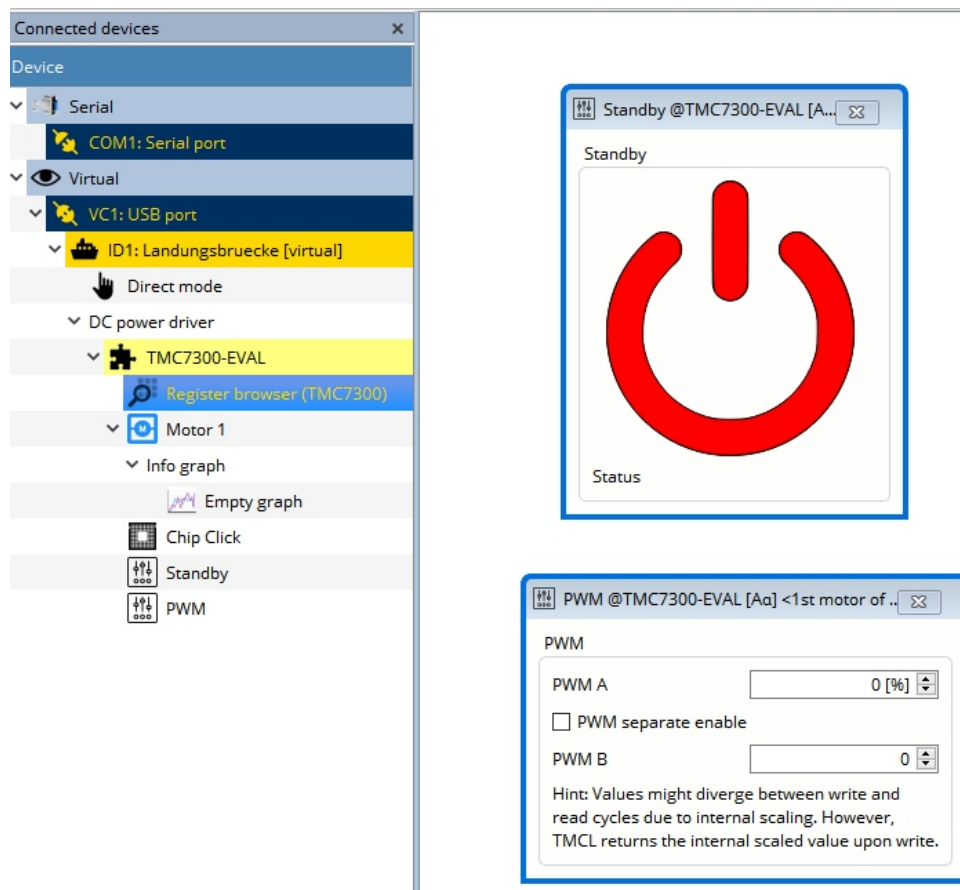 Connected devices
Device
Serial
COM1: Serial port
Virtual
VC1: USB port
ID1: Landungsbruecke [virtual]
Direct mode
DC power driver
TMC7300-EVAL
Register browser (TMC7300)
Motor 1
Info graph
Empty graph
Chip Click
Standby
PWM
Standby @TMC7300-EVAL [A...
Standby
Status
PWM @TMC7300-EVAL [Aα] <1st motor of ..
PWM
PWM A 0 [%]
PWM separate enable
PWM B 0
Hint: Values might diverge between write and
read cycles due to internal scaling. However,
TMCL returns the internal scaled value upon write.